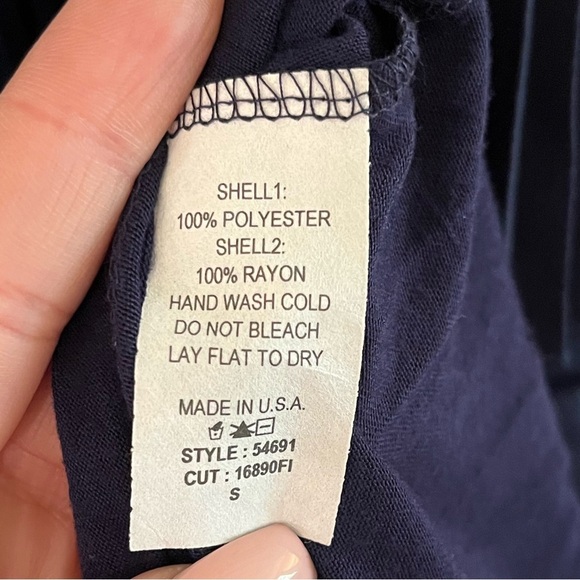 SHELL1:
100% POLYESTER
SHELL2:
100% RAYON
HAND WASH COLD
DO NOT BLEACH
LAY FLAT TO DRY
MADE IN U.S.A.
STYLE : 54691
CUT : 16890FI
S